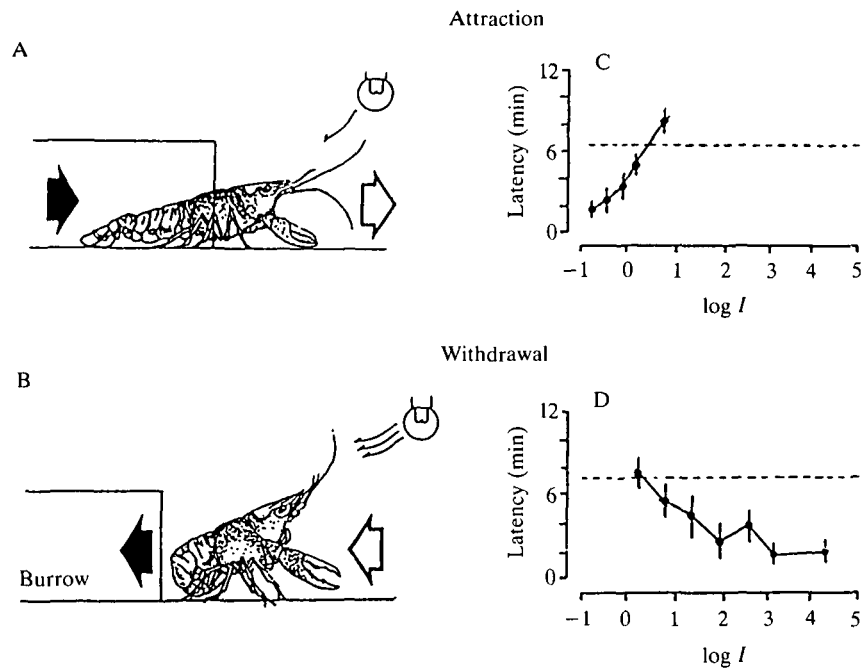 Attraction
A
C
Latency (min)
12
6
0
−1 0 1 2 3 4 5
log I
Withdrawal
B
Burrow
D
Latency (min)
12
6
0
−1 0 1 2 3 4 5
log I